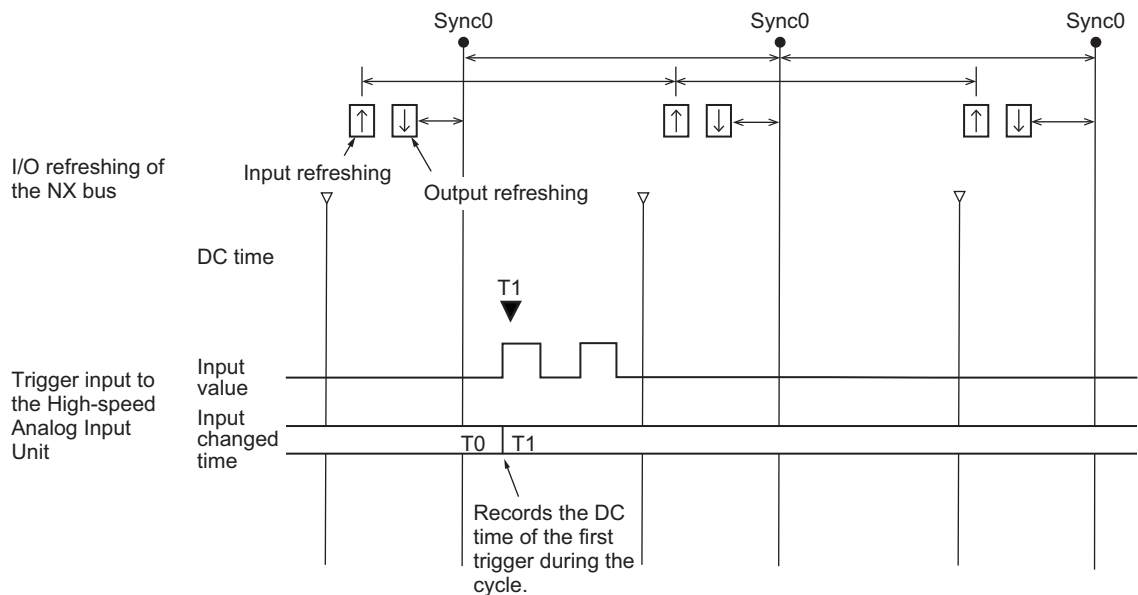 Sync0
Sync0
Sync0
I/O refreshing of
the NX bus
Input refreshing
Output refreshing
DC time
T1
Trigger input to
the High-speed
Analog Input
Unit
Input
value
Input
changed
time
T0
T1
Records the DC
time of the first
trigger during the
cycle.